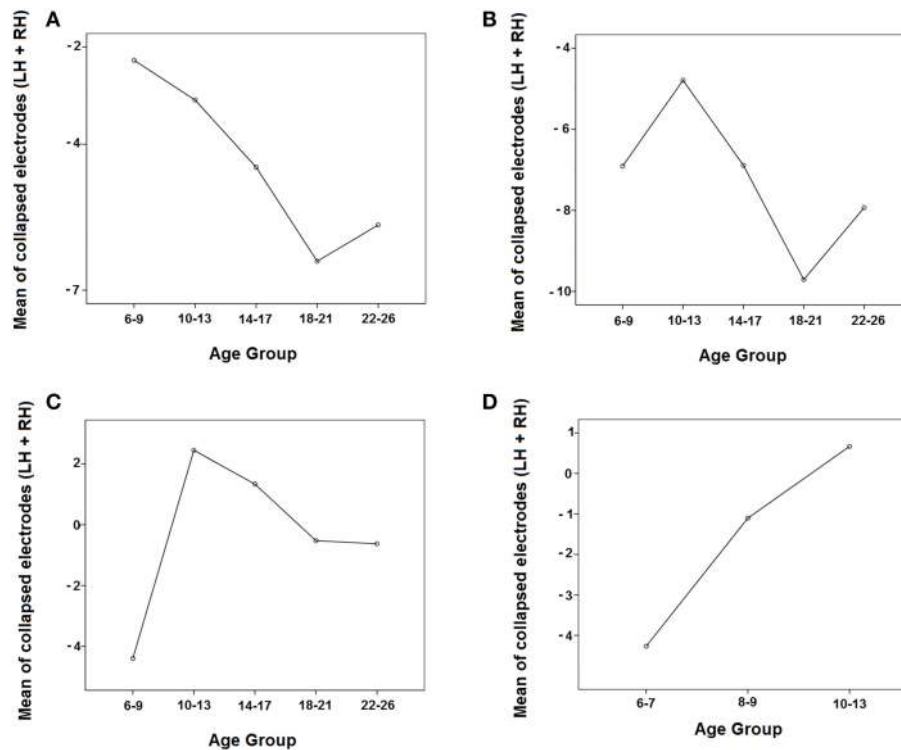 A
Mean of collapsed electrodes (LH + RH)
-2
-4
-7
6-9 10-13 14-17 18-21 22-26
Age Group
B
Mean of collapsed electrodes (LH + RH)
-4
-6
-8
-10
6-9 10-13 14-17 18-21 22-26
Age Group
C
Mean of collapsed electrodes (LH + RH)
2
0
-2
-4
6-9 10-13 14-17 18-21 22-26
Age Group
D
Mean of collapsed electrodes (LH + RH)
1
0
-1
-2
-3
-4
6-7 8-9 10-13
Age Group